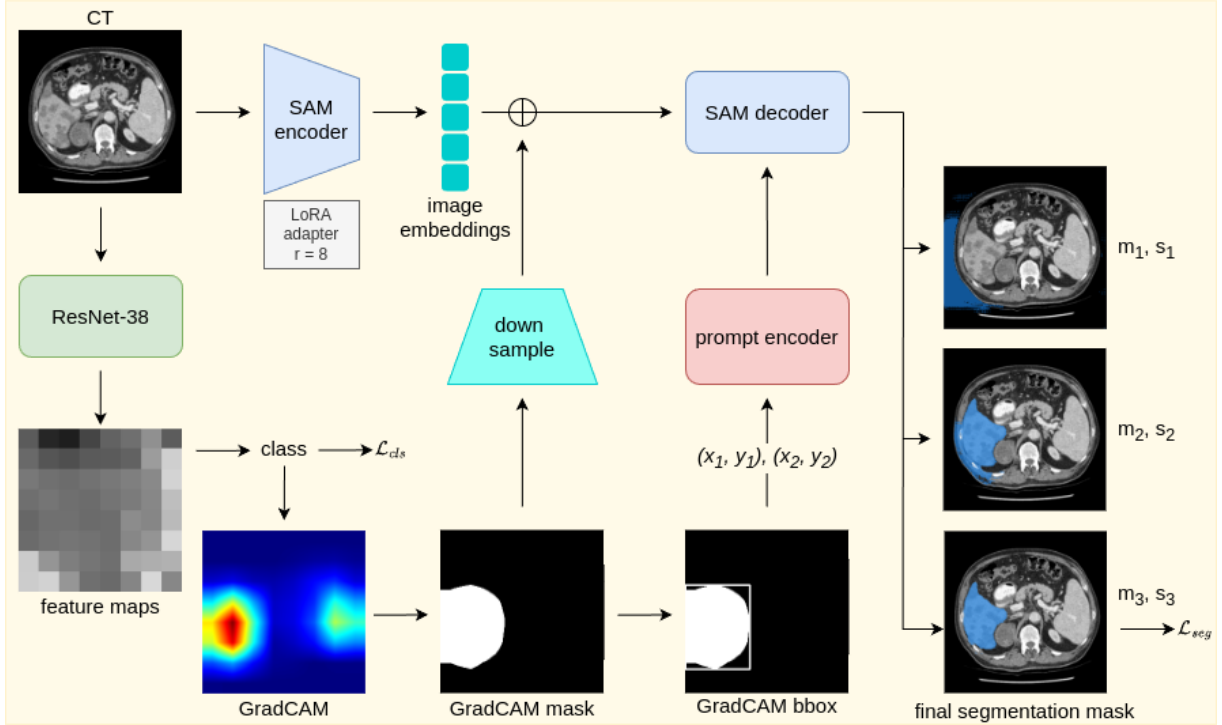 CT
SAM
encoder
LoRA
adapter
r = 8
image
embeddings
SAM decoder
m₁, s₁
ResNet-38
down
sample
prompt encoder
m₂, s₂
class
ℒcls
(x₁, y₁), (x₂, y₂)
m₃, s₃
ℒseg
feature maps
GradCAM
GradCAM mask
GradCAM bbox
final segmentation mask